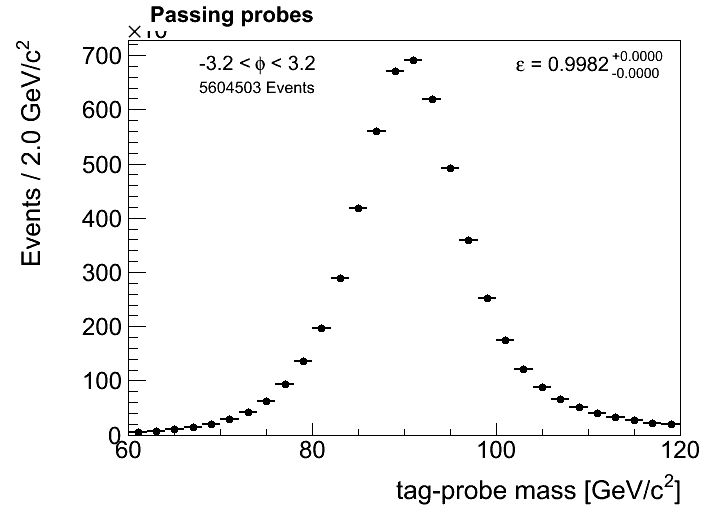 Passing probes
×10
700
600
500
400
300
200
100
0
Events / 2.0 GeV/c²
-3.2 < ϕ < 3.2
5604503 Events
ε = 0.9982 +0.0000 -0.0000
60 80 100 120
tag-probe mass [GeV/c²]